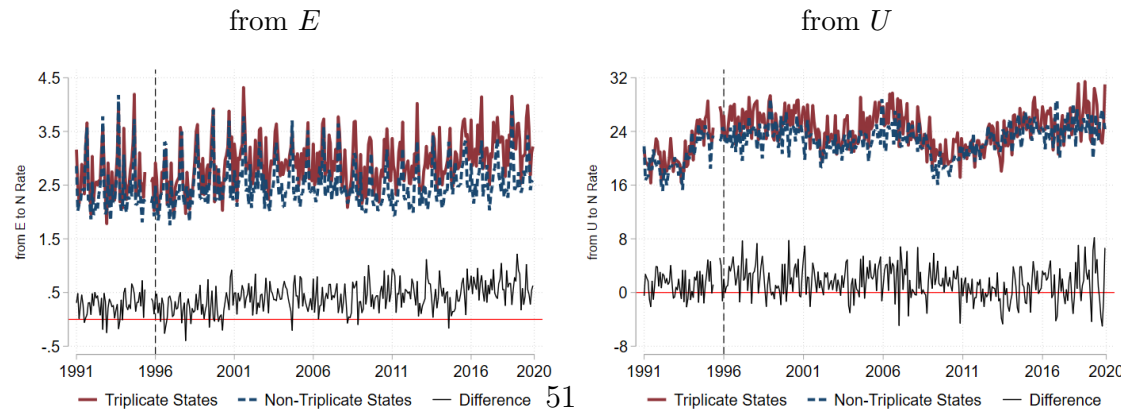 from E
from U
from E to N Rate
4.5
3.5
2.5
1.5
.5
-.5
1991 1996 2001 2006 2011 2016 2020
Triplicate States Non-Triplicate States Difference
from U to N Rate
32
24
16
8
0
-8
1991 1996 2001 2006 2011 2016 2020
Triplicate States Non-Triplicate States Difference
51